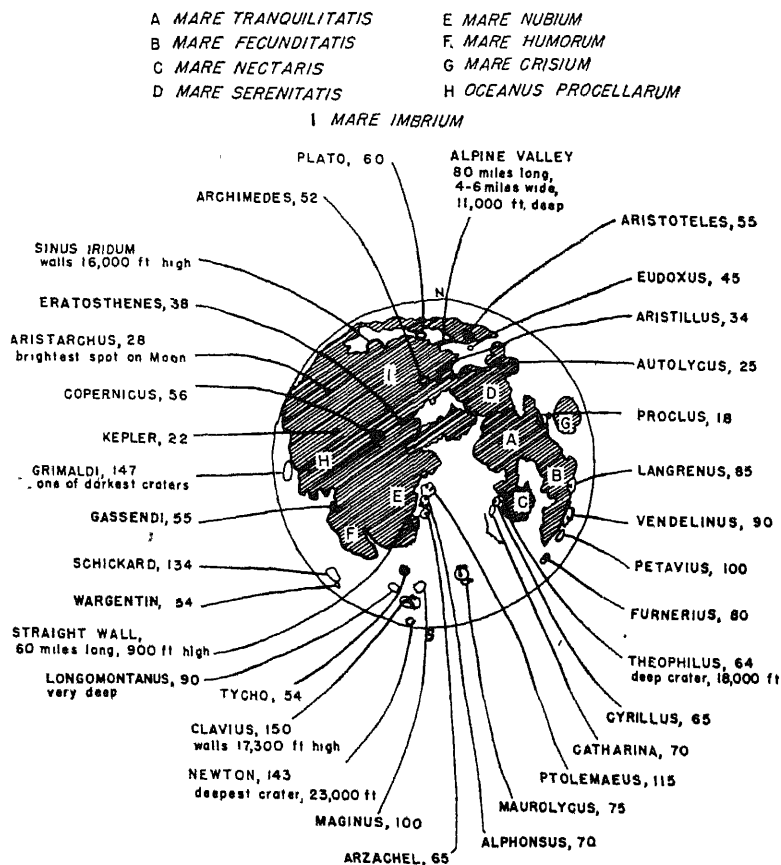 A MARE TRANQUILITATIS
B MARE FECUNDITATIS
C MARE NECTARIS
D MARE SERENITATIS
E MARE NUBIUM
F MARE HUMORUM
G MARE CRISIUM
H OCEANUS PROCELLARUM
I MARE IMBRIUM
PLATO, 60
ALPINE VALLEY
80 miles long,
4-6 miles wide,
11,000 ft. deep
ARCHIMEDES, 52
ARISTOTELES, 55
SINUS IRIDUM
walls 16,000 ft high
EUDOXUS, 45
N
ERATOSTHENES, 38
ARISTILLUS, 34
ARISTARCHUS, 28
brightest spot on Moon
AUTOLYCUS, 25
I
D
COPERNICUS, 56
PROCLUS, 18
G
KEPLER, 22
A
H
GRIMALDI, 147
one of darkest craters
B
LANGRENUS, 85
E
C
GASSENDI, 55
VENDELINUS, 90
F
SCHICKARD, 134
PETAVIUS, 100
WARGENTIN, 54
FURNERIUS, 80
STRAIGHT WALL,
60 miles long, 900 ft high
THEOPHILUS, 64
deep crater, 18,000 ft
LONGOMONTANUS, 90
very deep
TYCHO, 54
CYRILLUS, 65
CLAVIUS, 150
walls 17,300 ft high
CATHARINA, 70
NEWTON, 143
deepest crater, 23,000 ft
PTOLEMAEUS, 115
MAUROLYCUS, 75
MAGINUS, 100
ALPHONSUS, 70
ARZACHEL, 65